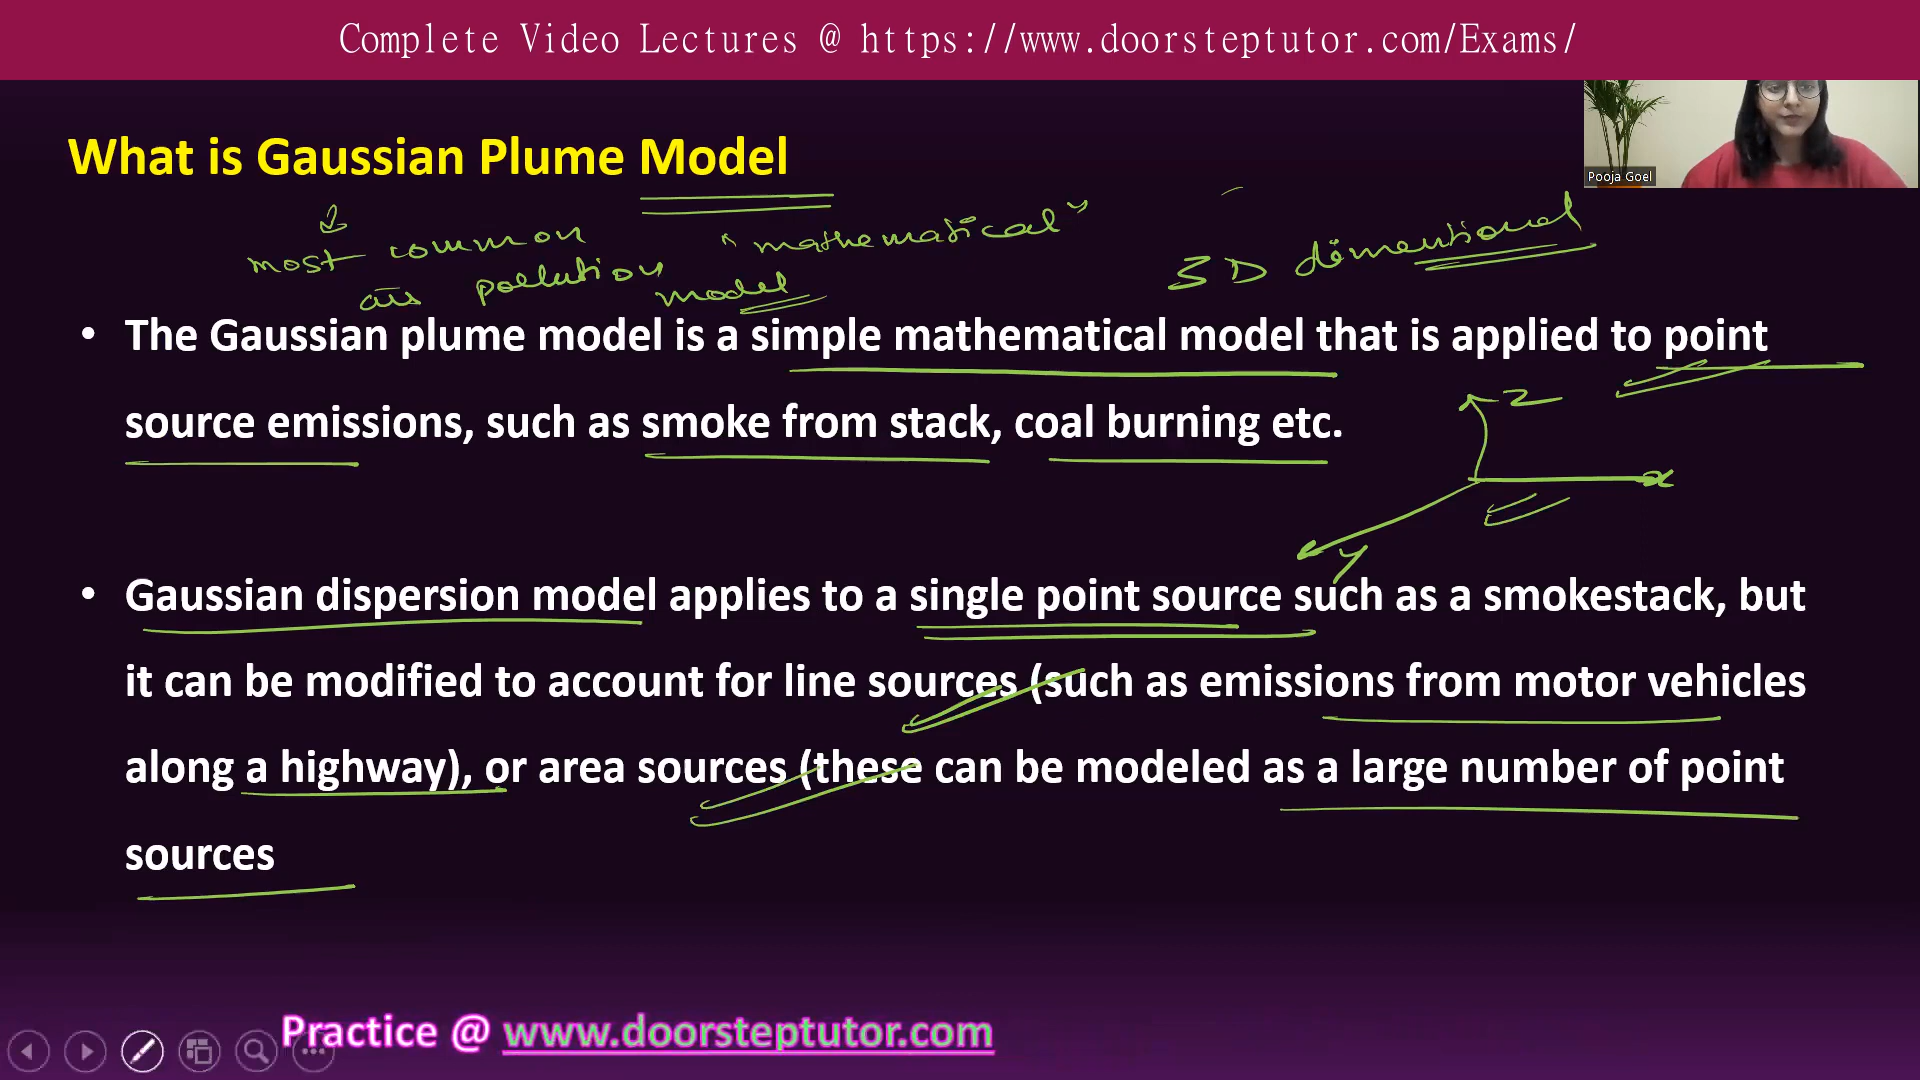 Complete Video Lectures @ https://www.doorsteptutor.com/Exams/
Pooja Goel
What is Gaussian Plume Model
most common "mathematical"
air pollution model
3D dimentional
• The Gaussian plume model is a simple mathematical model that is applied to point
source emissions, such as smoke from stack, coal burning etc.
z
x
y
• Gaussian dispersion model applies to a single point source such as a smokestack, but
it can be modified to account for line sources (such as emissions from motor vehicles
along a highway), or area sources (these can be modeled as a large number of point
sources
Practice @ www.doorsteptutor.com